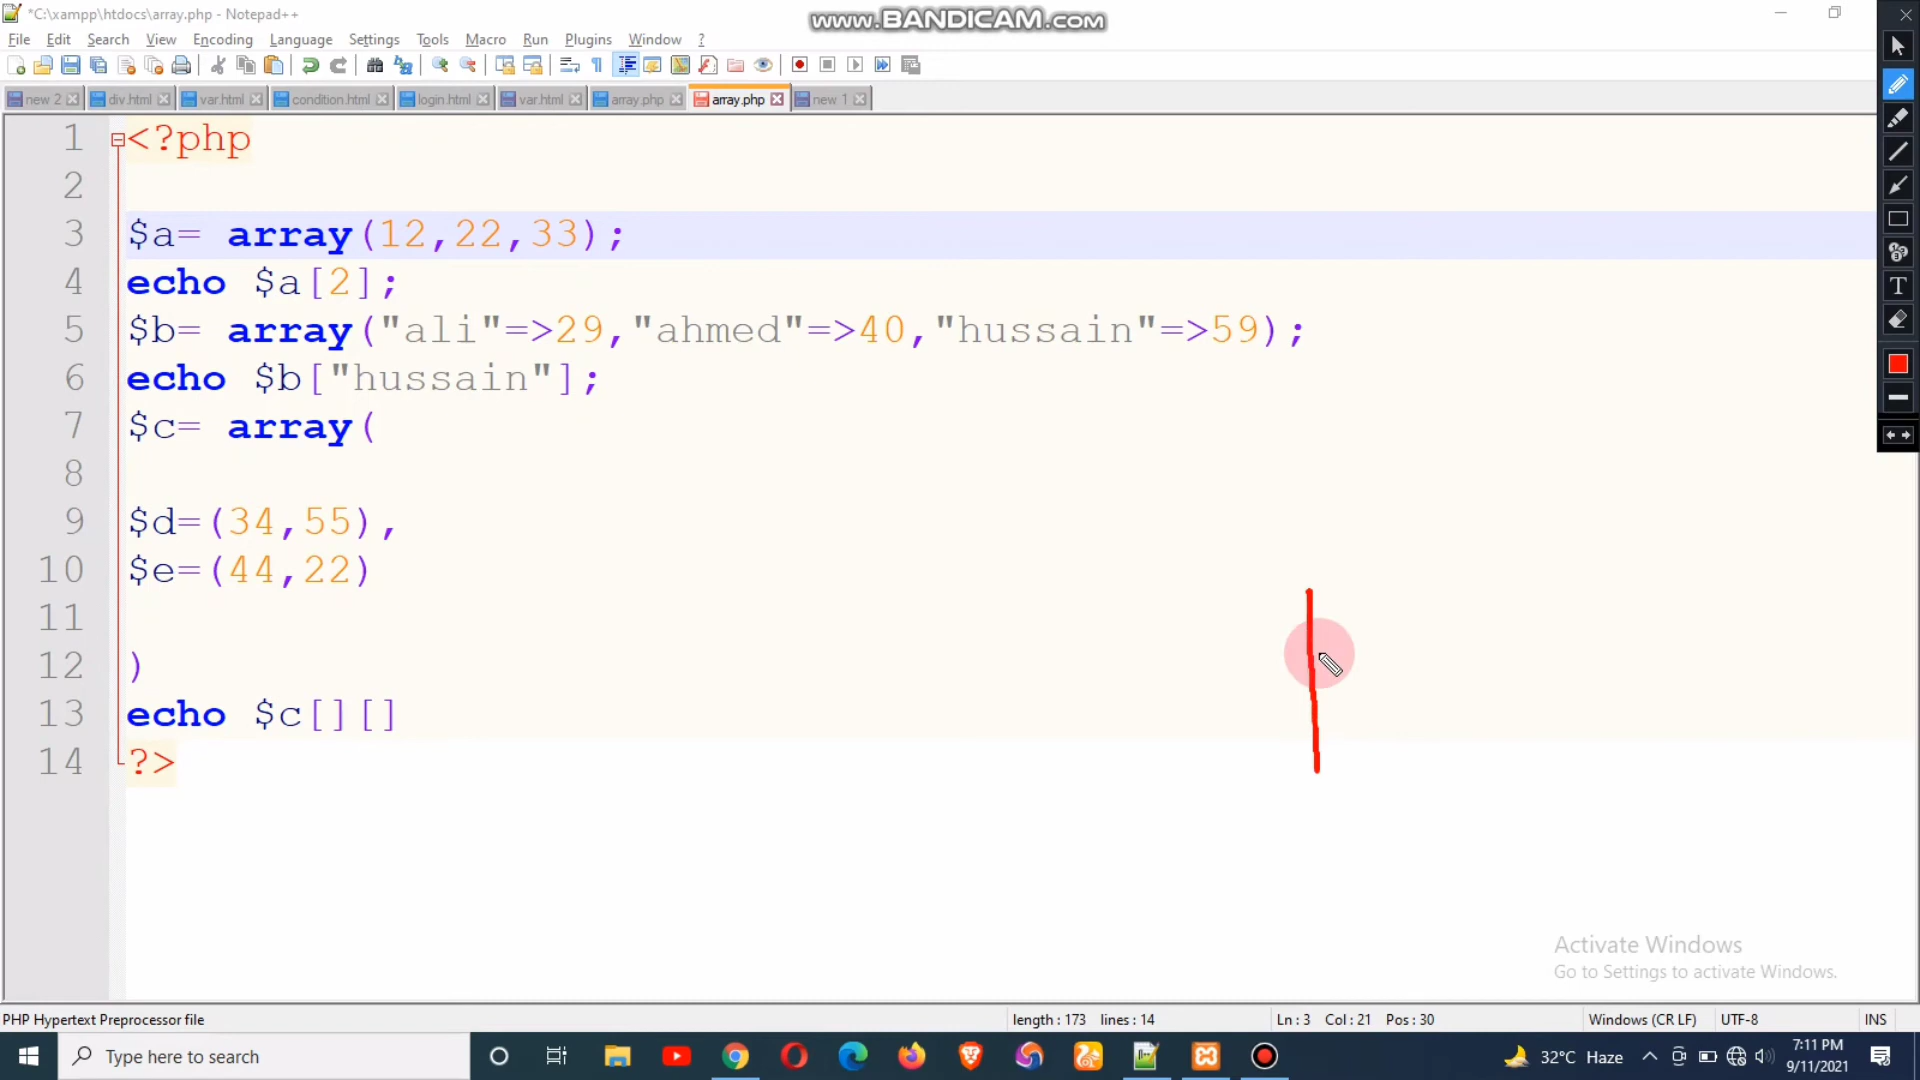 *C:\xampp\htdocs\array.php - Notepad++
www.BANDICAM.com
File Edit Search View Encoding Language Settings Tools Macro Run Plugins Window ?
new 2 div.html var.html condition.html login.html var.html array.php array.php new 1
1 <?php
2
3 $a= array(12,22,33);
4 echo $a[2];
5 $b= array("ali"=>29,"ahmed"=>40,"hussain"=>59);
6 echo $b["hussain"];
7 $c= array(
8
9 $d=(34,55),
10 $e=(44,22)
11
12 )
13 echo $c[][]
14 ?>
T
Activate Windows
Go to Settings to activate Windows.
PHP Hypertext Preprocessor file length : 173 lines : 14 Ln : 3 Col : 21 Pos : 30 Windows (CR LF) UTF-8 INS
Type here to search 32°C Haze 7:11 PM
9/11/2021